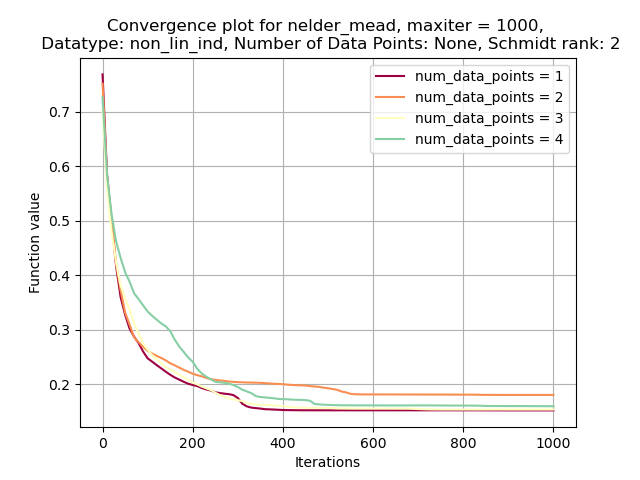 Convergence plot for nelder_mead, maxiter = 1000,
Datatype: non_lin_ind, Number of Data Points: None, Schmidt rank: 2
num_data_points = 1
num_data_points = 2
num_data_points = 3
num_data_points = 4
Function value
0.7
0.6
0.5
0.4
0.3
0.2
0 200 400 600 800 1000
Iterations